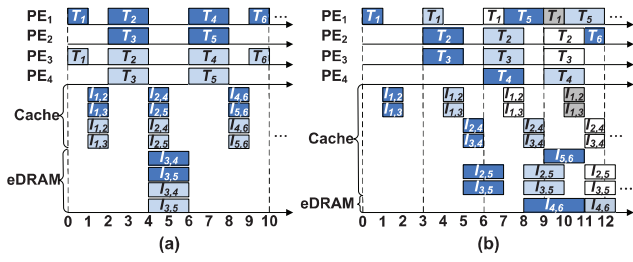 PE1 T1 T2 T4 T6 ...
PE2 T3 T5
PE3 T1 T2 T4 T6
PE4 T3 T5
Cache
I1,2 I2,4 I4,6
I1,3 I2,5 I5,6
I1,2 I2,4 I4,6
I1,3 I2,5 I5,6
...
eDRAM
I3,4
I3,5
I3,4
I3,5
0 1 2 3 4 5 6 7 8 9 10
(a)
PE1 T1 T3 T1 T5 T1 T5 ...
PE2 T2 T2 T2 T6
PE3 T3 T3 T3
PE4 T4 T4
Cache
I1,2 I1,2 I1,2 I1,2
I1,3 I1,3 I1,3 I1,3
I2,4 I2,4 I2,4
I3,4 I3,4 I3,4
I5,6
I2,5 I2,5 I2,5
I3,5 I3,5 I3,5
...
eDRAM
I4,6 I4,6
0 1 2 3 4 5 6 7 8 9 10 11 12
(b)